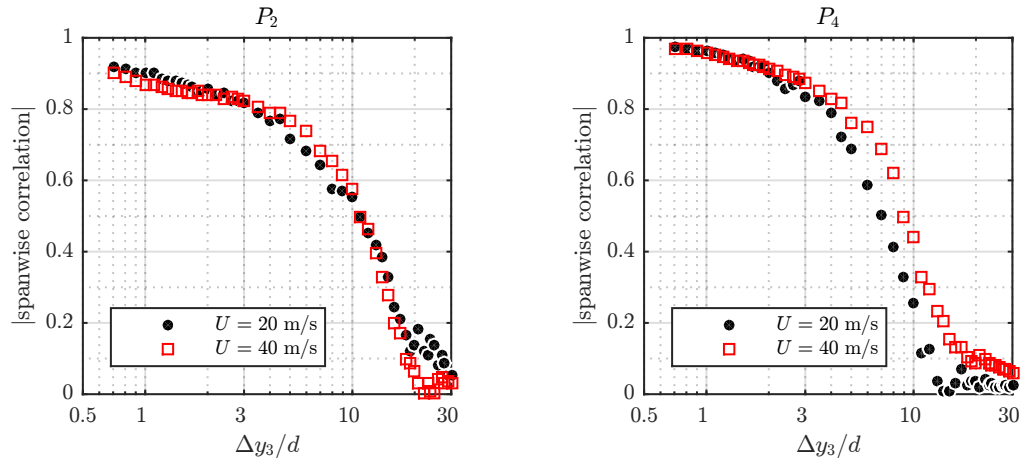 P₂
|spanwise correlation|
1
0.8
0.6
0.4
0.2
0
U = 20 m/s
U = 40 m/s
0.5 1 3 10 30
Δy₃/d
P₄
|spanwise correlation|
1
0.8
0.6
0.4
0.2
0
U = 20 m/s
U = 40 m/s
0.5 1 3 10 30
Δy₃/d